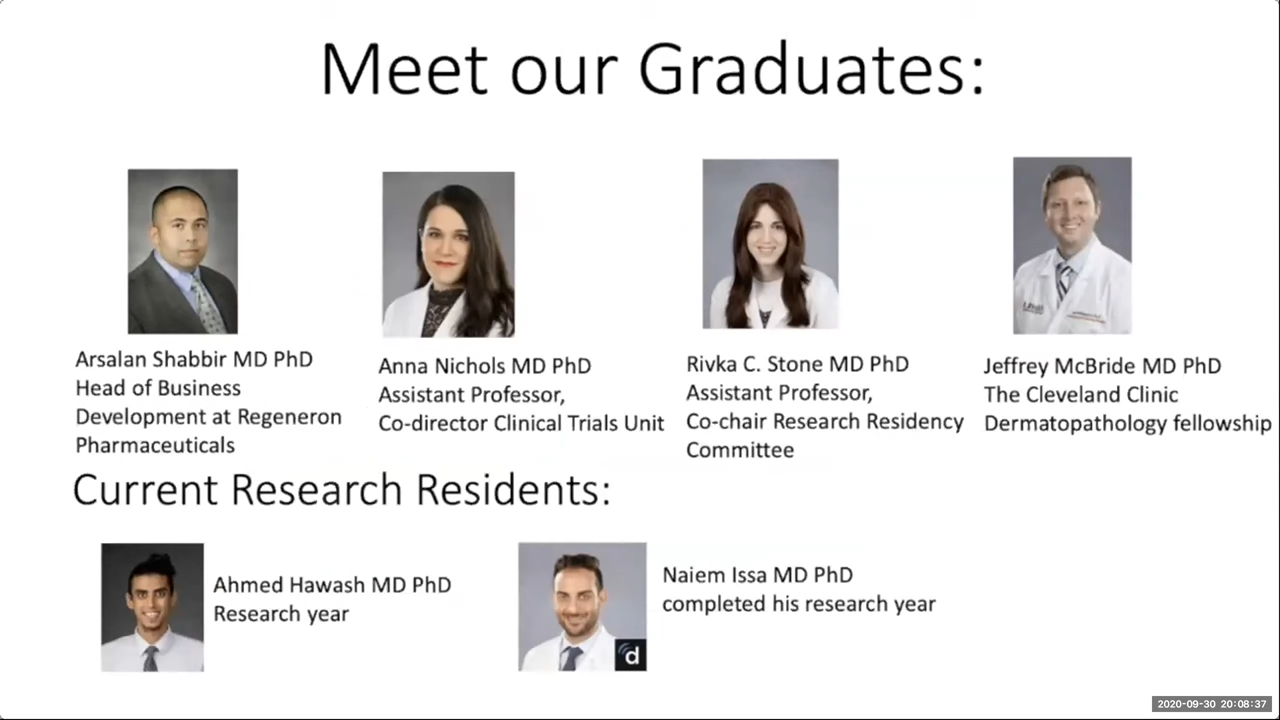 Meet our Graduates:
Arsalan Shabbir MD PhD
Head of Business
Development at Regeneron
Pharmaceuticals
Anna Nichols MD PhD
Assistant Professor,
Co-director Clinical Trials Unit
Rivka C. Stone MD PhD
Assistant Professor,
Co-chair Research Residency
Committee
Jeffrey McBride MD PhD
The Cleveland Clinic
Dermatopathology fellowship
Current Research Residents:
Ahmed Hawash MD PhD
Research year
Naiem Issa MD PhD
completed his research year
d
2020-09-30 20:08:37